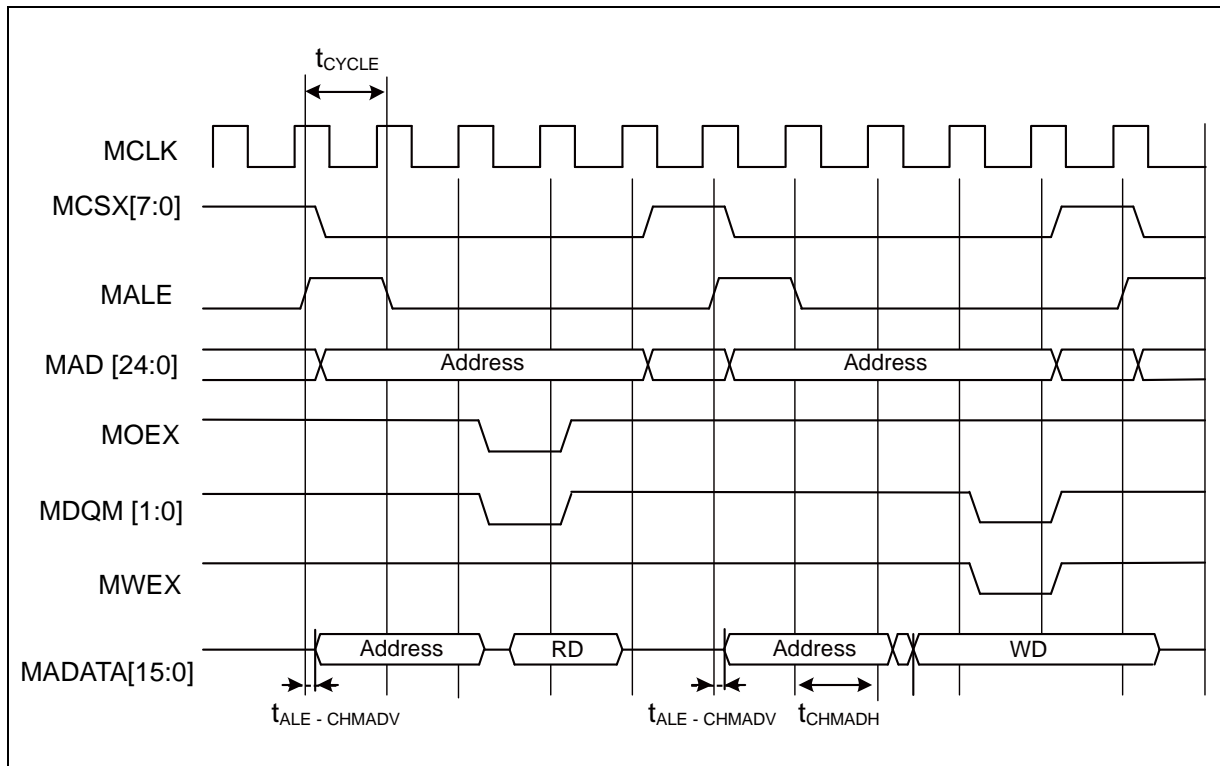 tCYCLE
MCLK
MCSX[7:0]
MALE
MAD [24:0] Address Address
MOEX
MDQM [1:0]
MWEX
MADATA[15:0] Address RD Address WD
tALE - CHMADV tALE - CHMADV tCHMADH